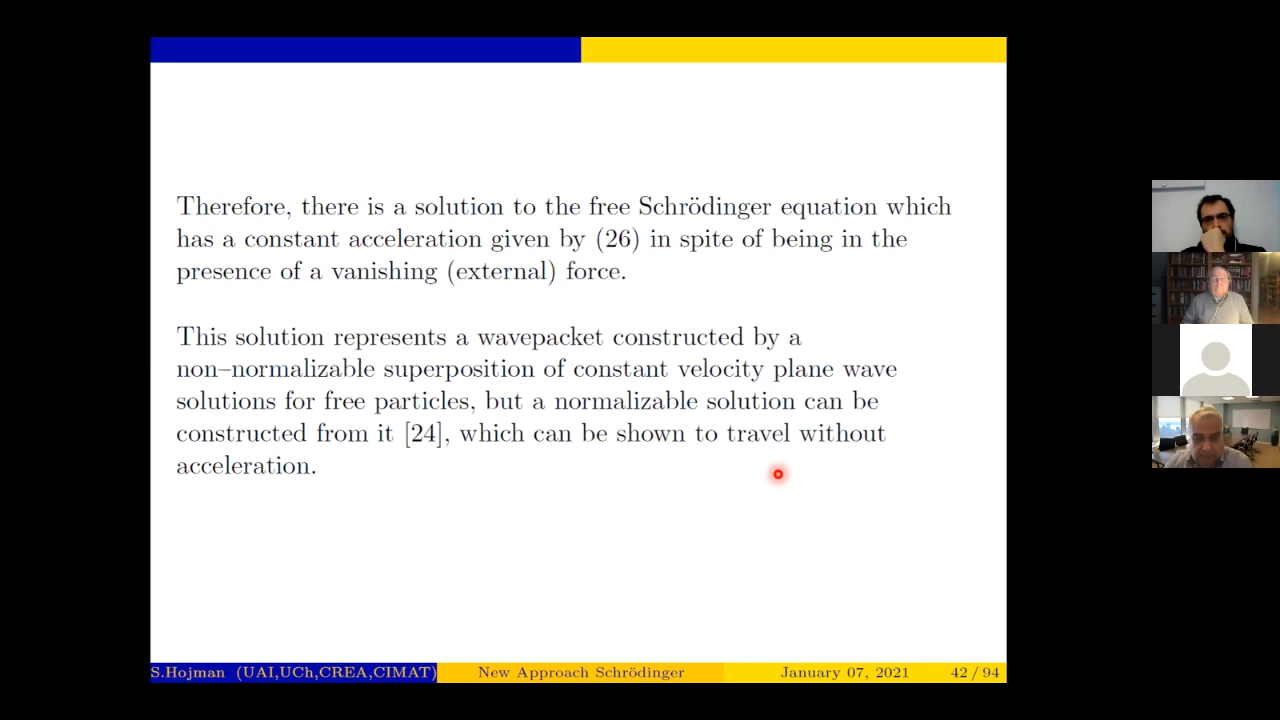 Therefore, there is a solution to the free Schrödinger equation which
has a constant acceleration given by (26) in spite of being in the
presence of a vanishing (external) force.
This solution represents a wavepacket constructed by a
non–normalizable superposition of constant velocity plane wave
solutions for free particles, but a normalizable solution can be
constructed from it [24], which can be shown to travel without
acceleration.
S.Hojman (UAI,UCh,CREA,CIMAT) New Approach Schrödinger January 07, 2021 42 / 94